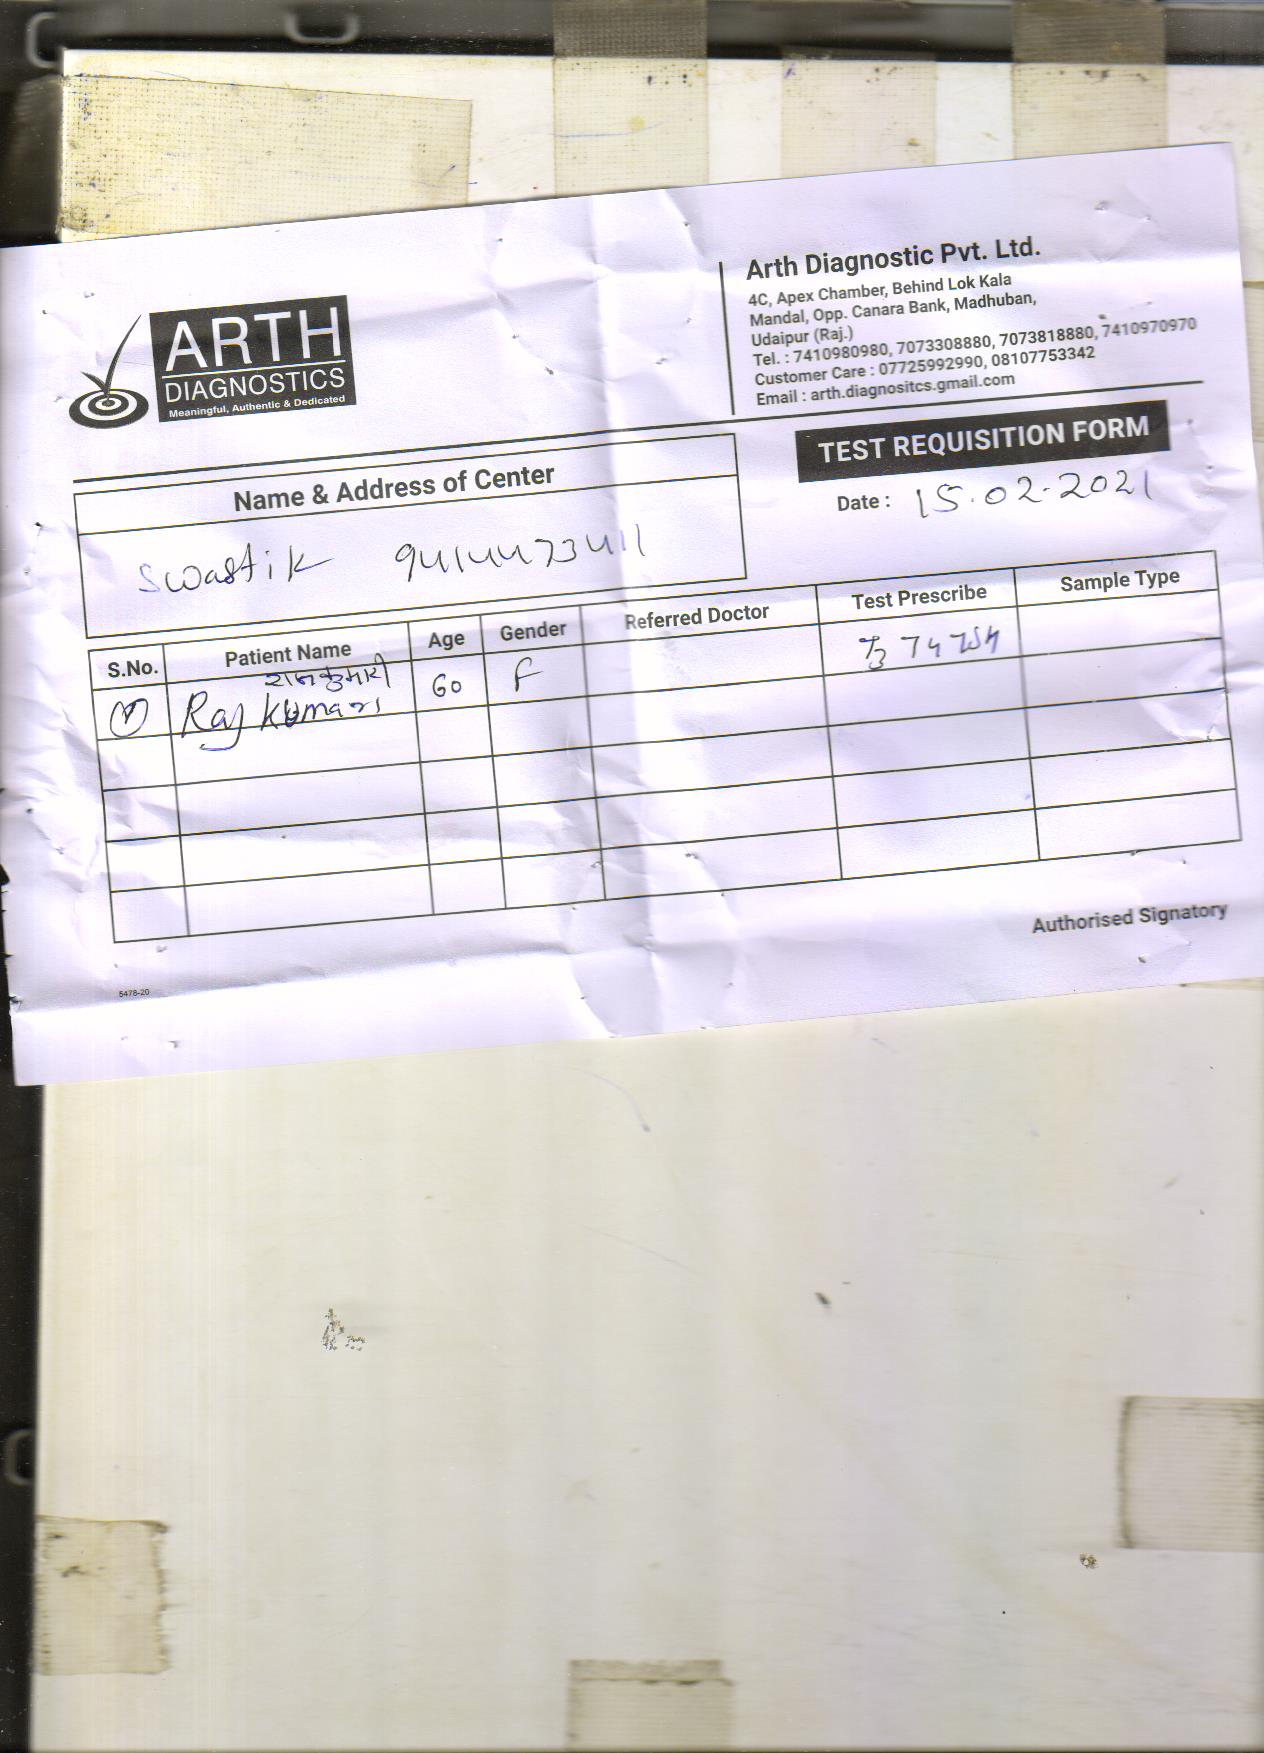 ARTH
DIAGNOSTICS
Meaningful, Authentic & Dedicated
Arth Diagnostic Pvt. Ltd.
4C, Apex Chamber, Behind Lok Kala
Mandal, Opp. Canara Bank, Madhuban,
Udaipur (Raj.)
Tel. : 7410980980, 7073308880, 7073818880, 7410970970
Customer Care : 07725992990, 08107753342
Email : arth.diagnositcs.gmail.com
TEST REQUISITION FORM
Date : 15.02.2021
Name & Address of Center
Swastik 9414473411
S.No. Patient Name Age Gender Referred Doctor Test Prescribe Sample Type
राजकुमारी
Rajkumari 60 F T3 T4 TSH
Authorised Signatory
5478-20